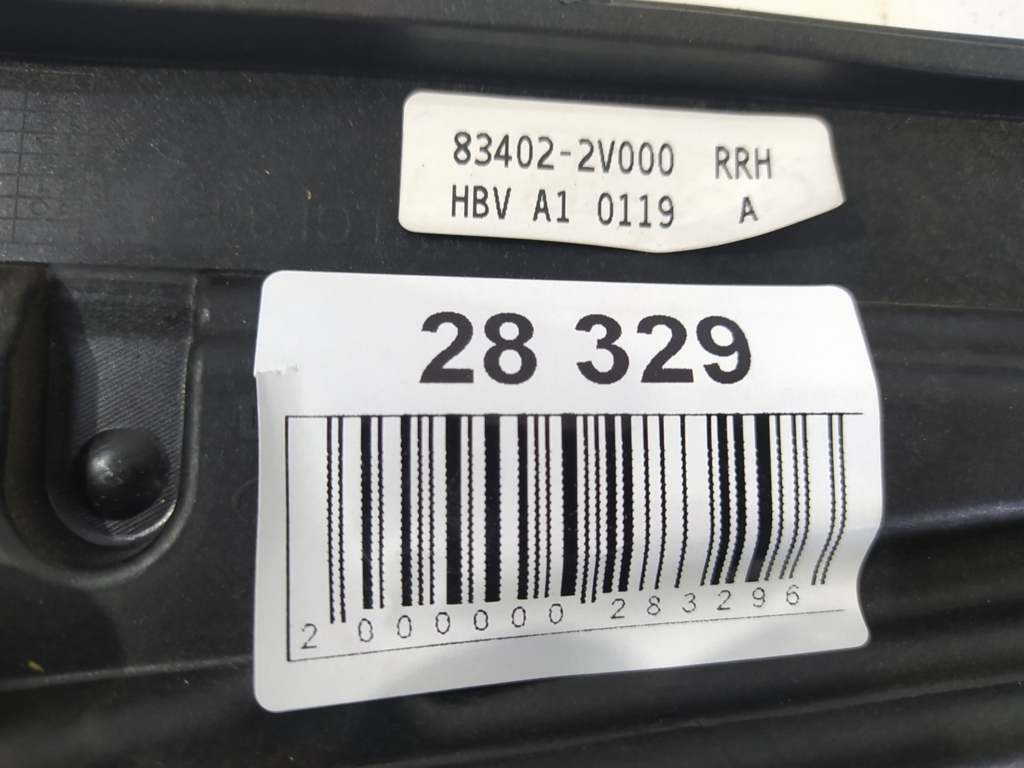 83402-2V000 RRH
HBV A1 0119 A
28 329
2 000000 283296